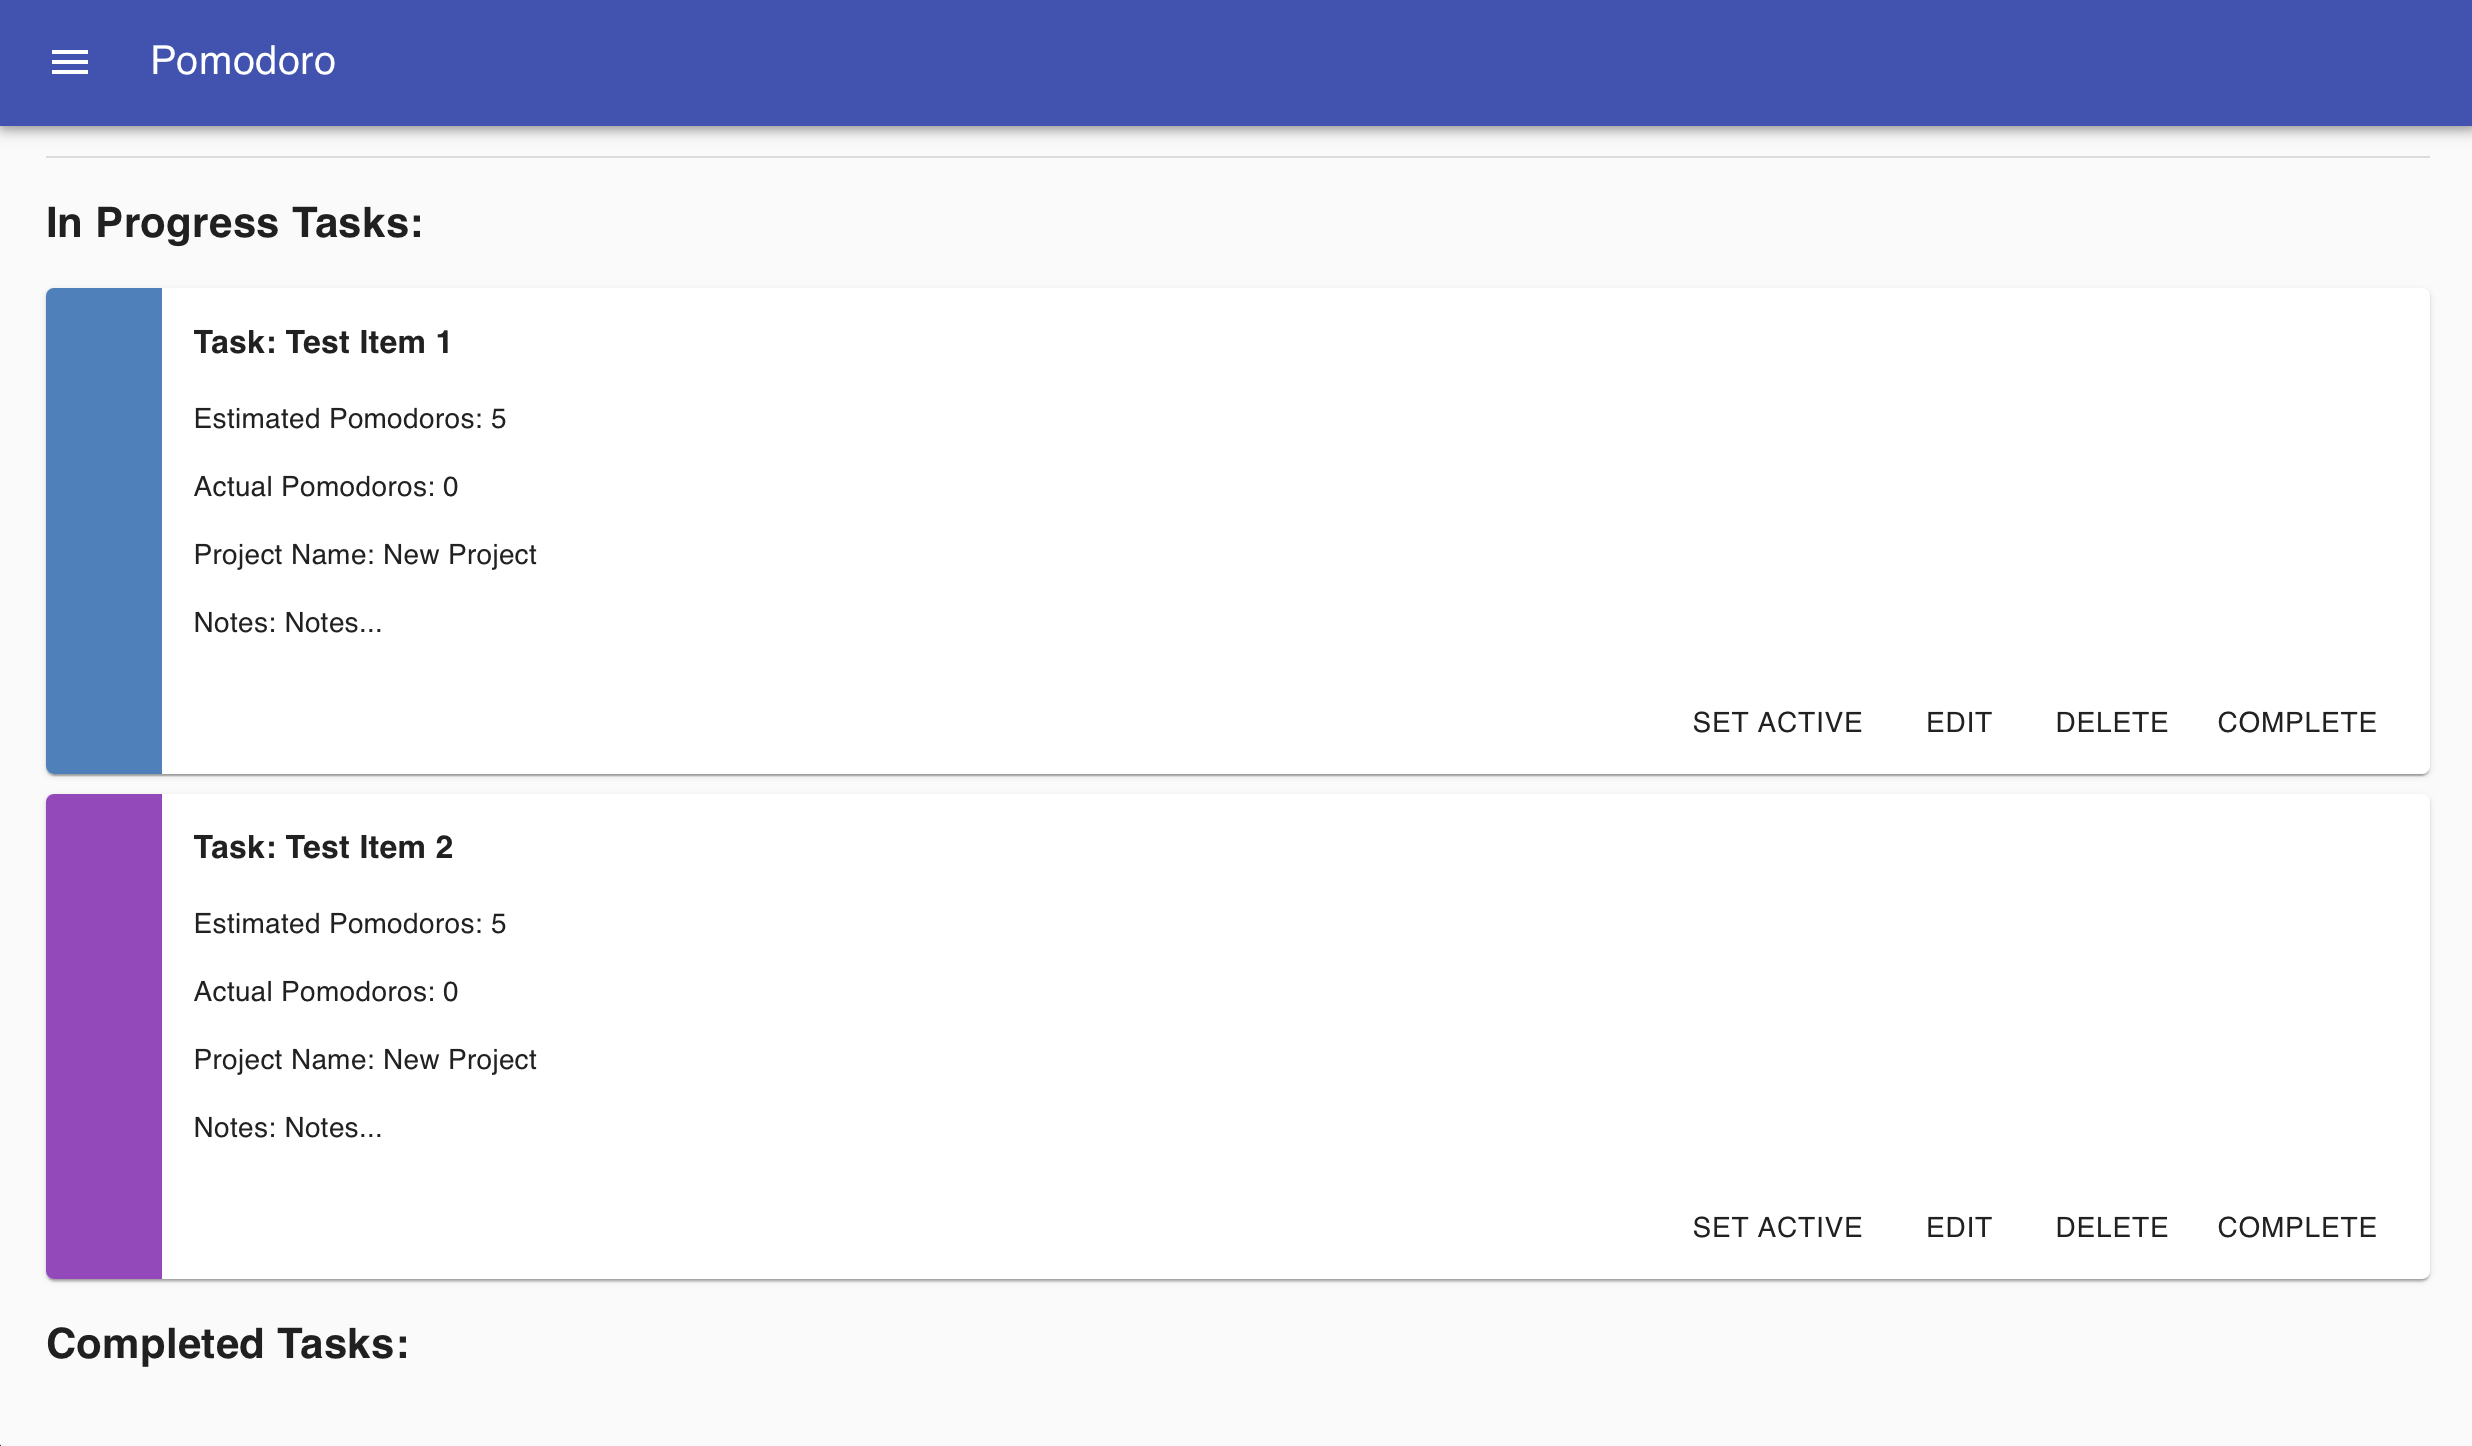 Pomodoro
In Progress Tasks:
Task: Test Item 1
Estimated Pomodoros: 5
Actual Pomodoros: 0
Project Name: New Project
Notes: Notes...
SET ACTIVE EDIT DELETE COMPLETE
Task: Test Item 2
Estimated Pomodoros: 5
Actual Pomodoros: 0
Project Name: New Project
Notes: Notes...
SET ACTIVE EDIT DELETE COMPLETE
Completed Tasks: